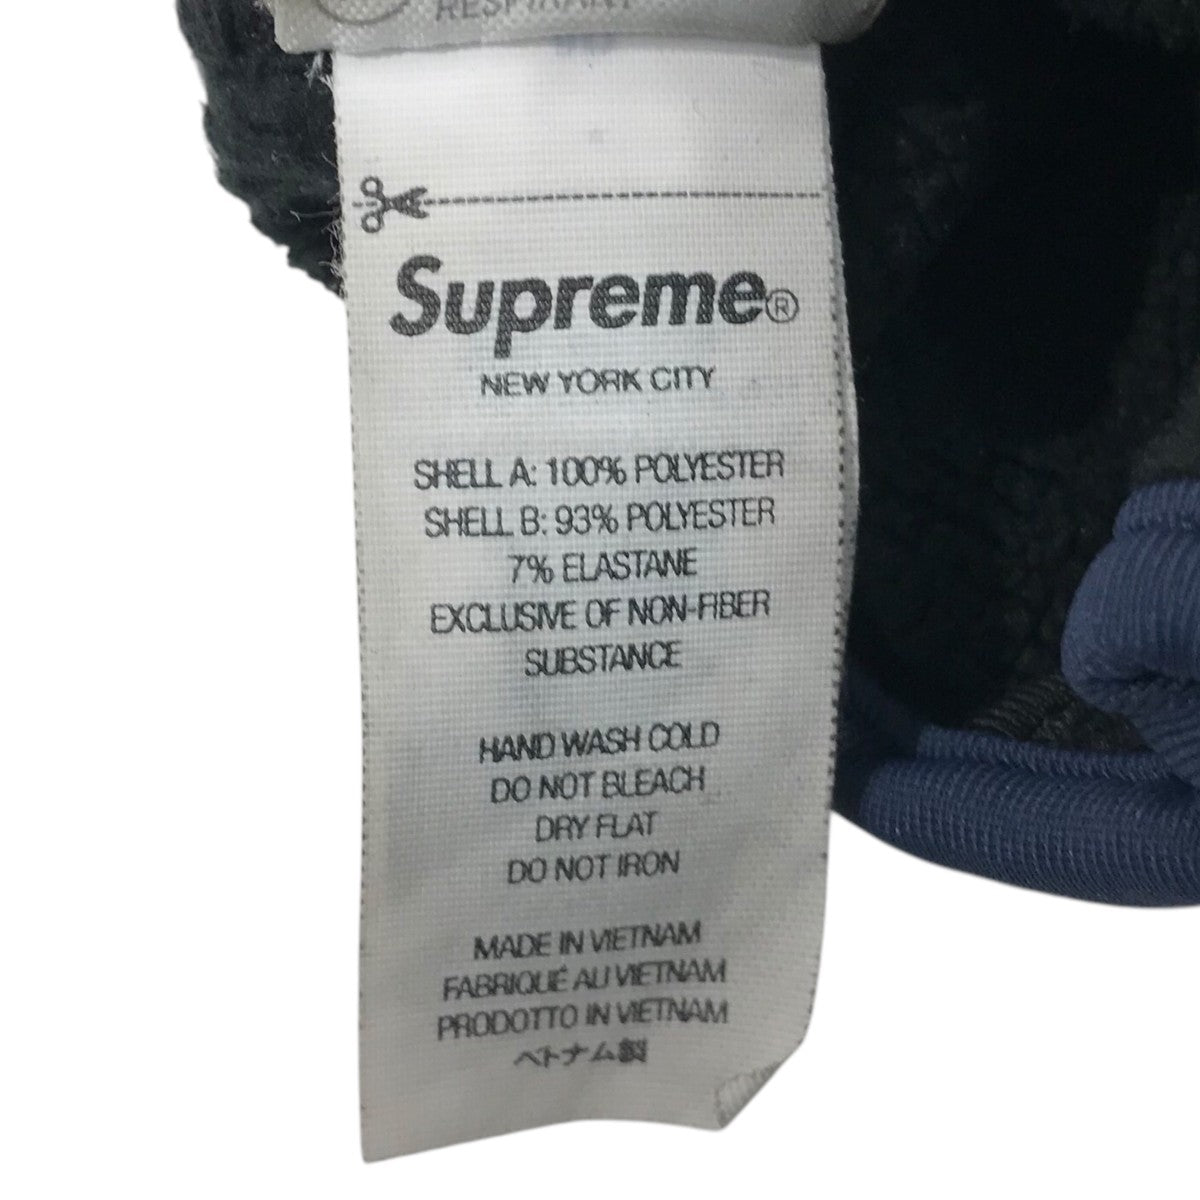 RESPIRANT
Supreme®
NEW YORK CITY
SHELL A: 100% POLYESTER
SHELL B: 93% POLYESTER
7% ELASTANE
EXCLUSIVE OF NON-FIBER
SUBSTANCE
HAND WASH COLD
DO NOT BLEACH
DRY FLAT
DO NOT IRON
MADE IN VIETNAM
FABRIQUÉ AU VIETNAM
PRODOTTO IN VIETNAM
ベトナム製